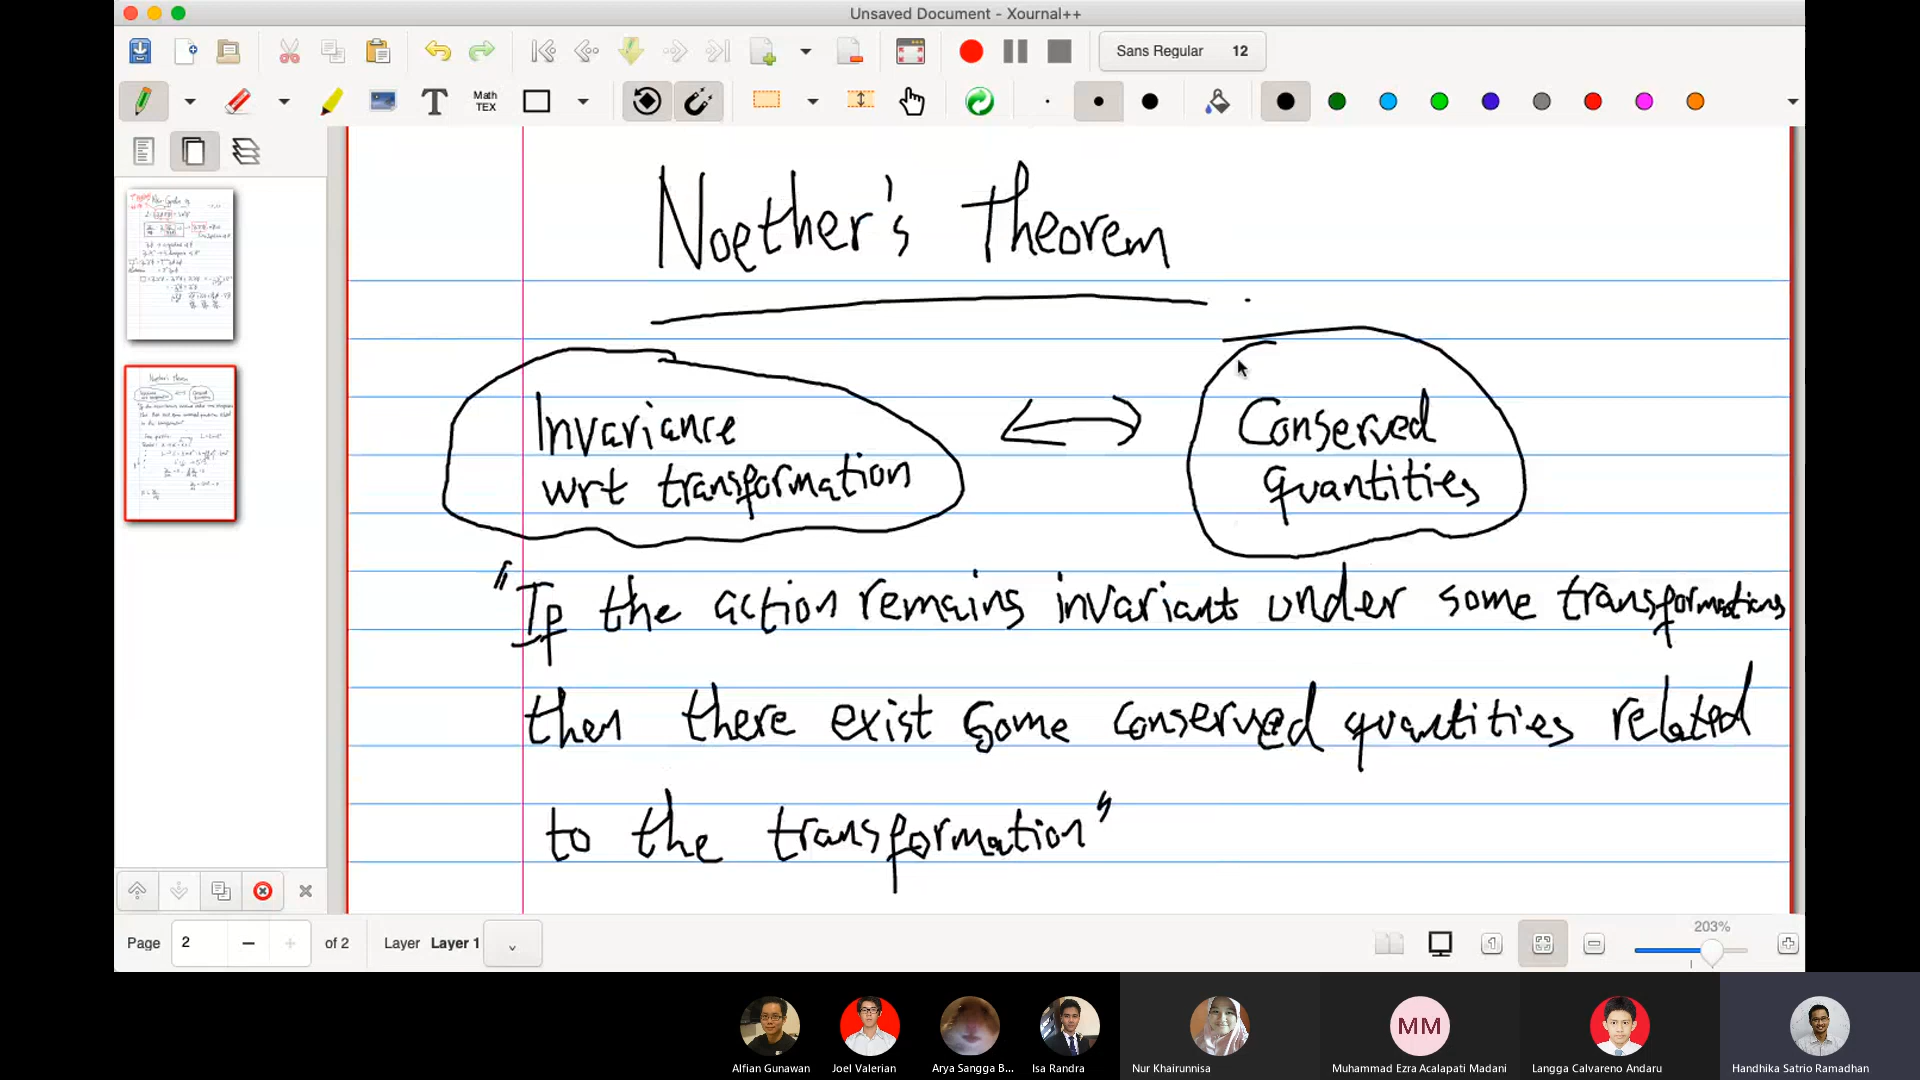 Unsaved Document - Xournal++
Sans Regular 12
Math
TEX
Noether's Theorem
Invariance
wrt transformation
Conserved
quantities
"If the action remains invariant under some transformations
then there exist some conserved quantities related
to the transformation"
Page 2 of 2 Layer Layer 1
203%
Alfian Gunawan
Joel Valerian
Arya Sangga B...
Isa Randra
Nur Khairunnisa
MM
Muhammad Ezra Acalapati Madani
Langga Calvareno Andaru
Handhika Satrio Ramadhan